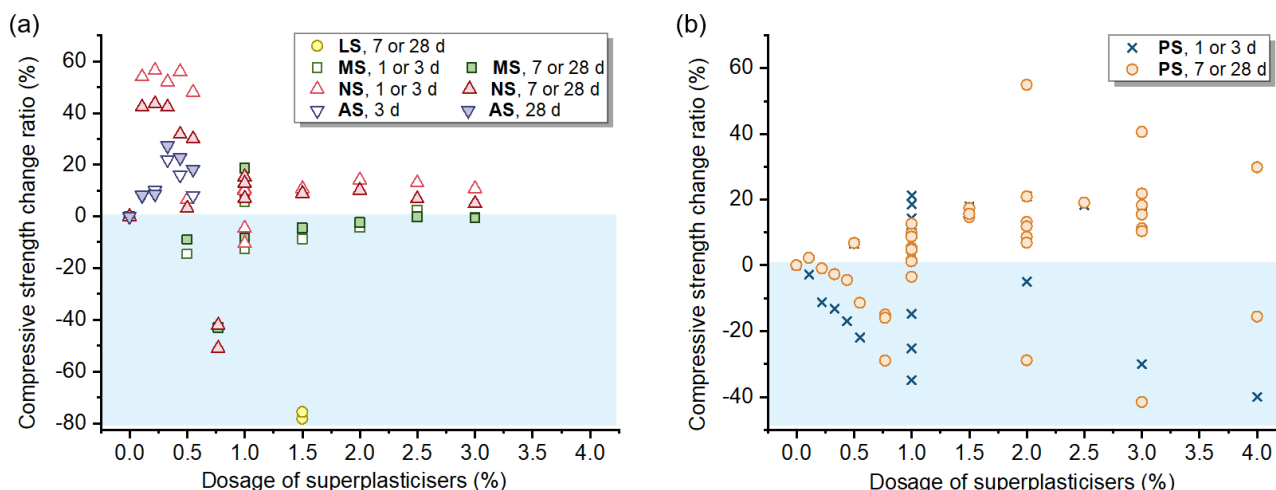 (a)
Compressive strength change ratio (%)
60
40
20
0
-20
-40
-60
-80
LS, 7 or 28 d
MS, 1 or 3 d
MS, 7 or 28 d
NS, 1 or 3 d
NS, 7 or 28 d
AS, 3 d
AS, 28 d
0.0 0.5 1.0 1.5 2.0 2.5 3.0 3.5 4.0
Dosage of superplasticisers (%)
(b)
Compressive strength change ratio (%)
60
40
20
0
-20
-40
PS, 1 or 3 d
PS, 7 or 28 d
0.0 0.5 1.0 1.5 2.0 2.5 3.0 3.5 4.0
Dosage of superplasticisers (%)